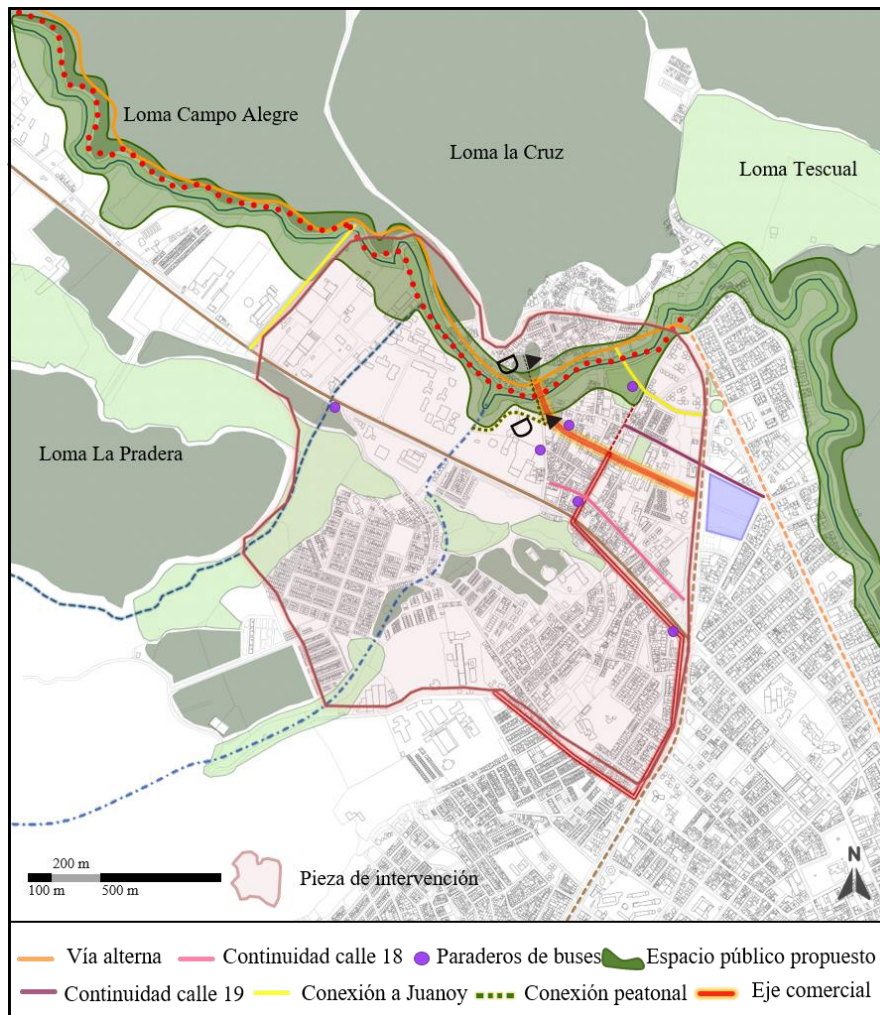 Loma Campo Alegre
Loma la Cruz
Loma Tescual
D
D
Loma La Pradera
200 m
100 m 500 m
Pieza de intervención
N
Vía alterna Continuidad calle 18 Paraderos de buses Espacio público propuesto
Continuidad calle 19 Conexión a Juanoy Conexión peatonal Eje comercial